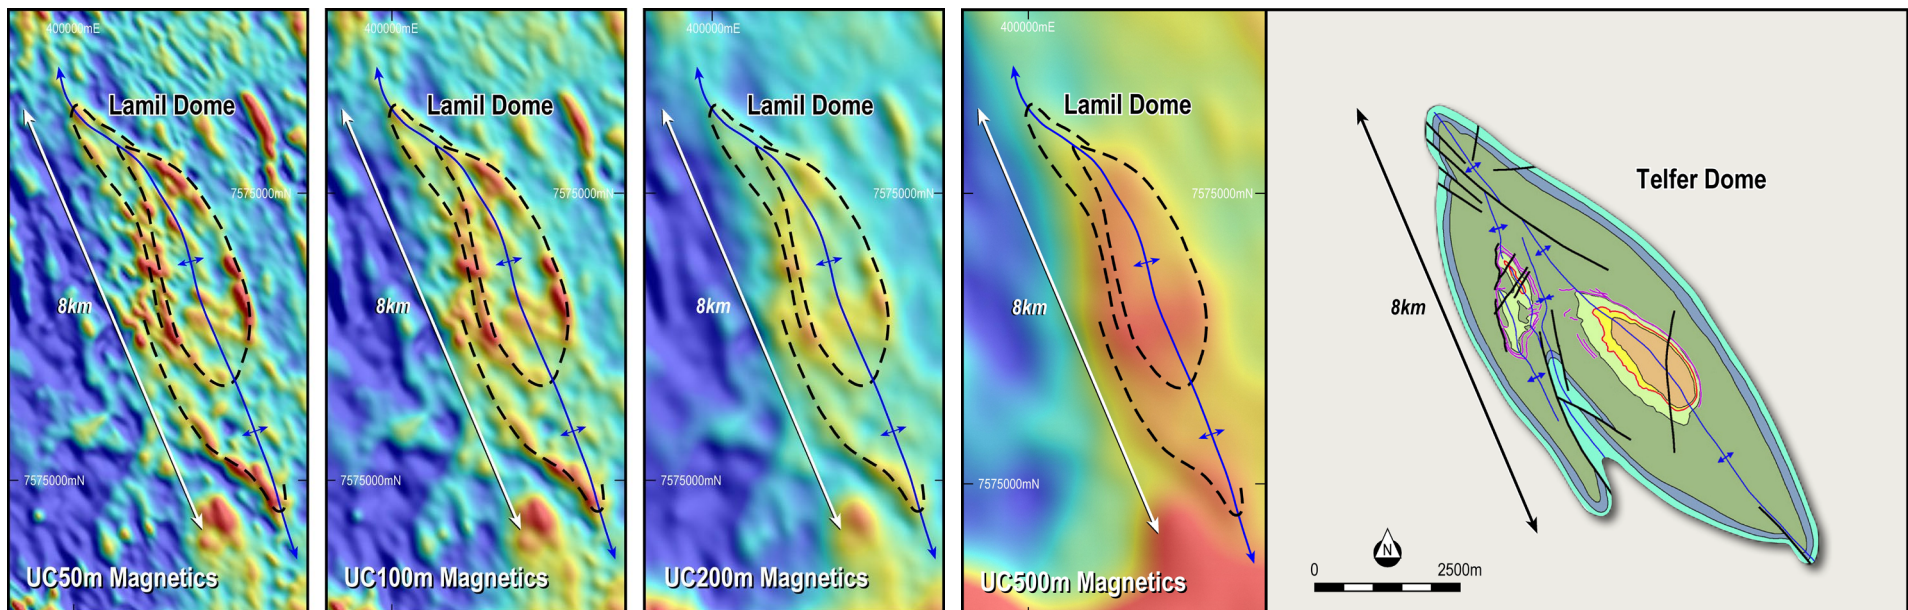 400000mE
Lamil Dome
7575000mN
8km
7575000mN
UC50m Magnetics
400000mE
Lamil Dome
7575000mN
8km
7575000mN
UC100m Magnetics
400000mE
Lamil Dome
7575000mN
8km
7575000mN
UC200m Magnetics
400000mE
Lamil Dome
7575000mN
8km
7575000mN
UC500m Magnetics
Telfer Dome
8km
N
0 2500m